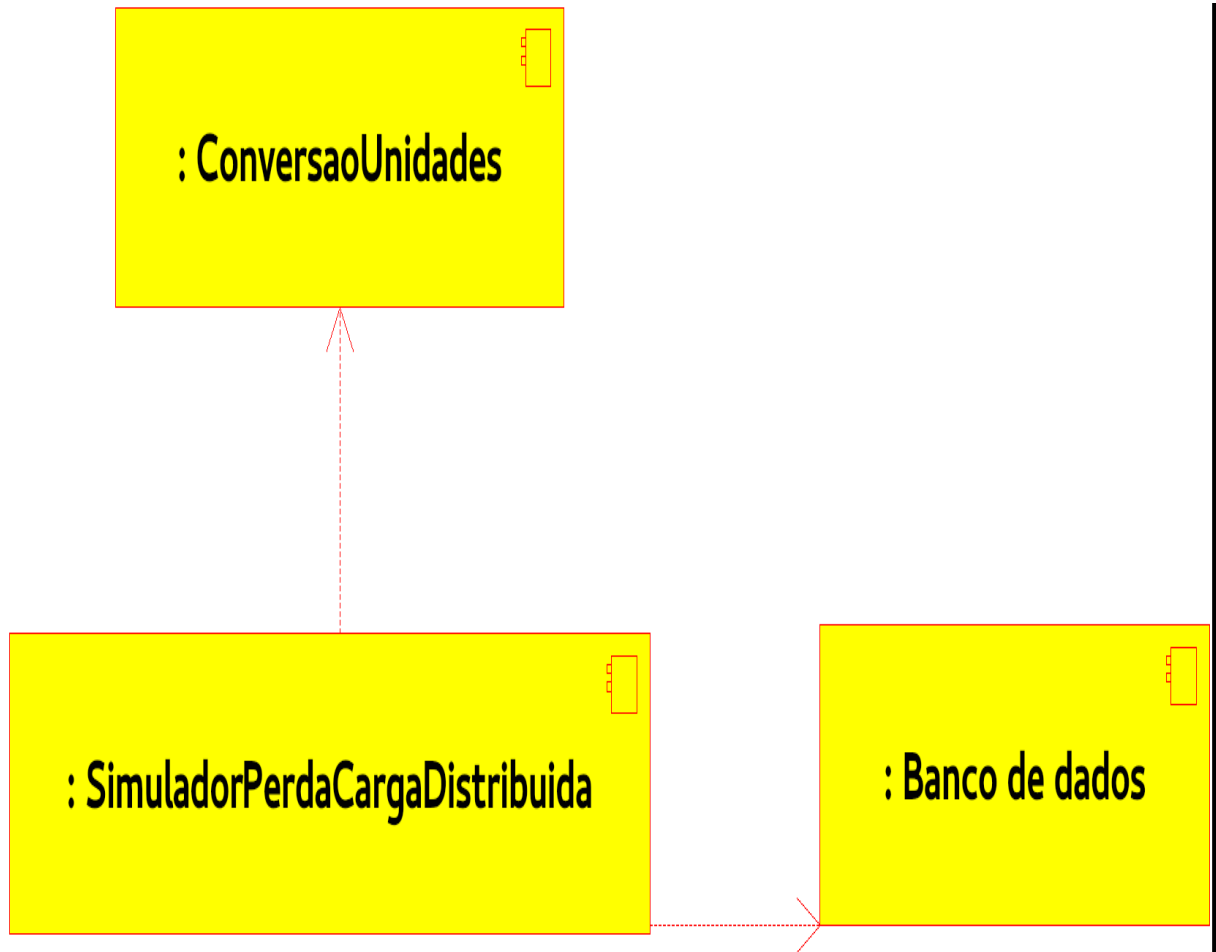 : ConversaoUnidades
: SimuladorPerdaCargaDistribuida
: Banco de dados